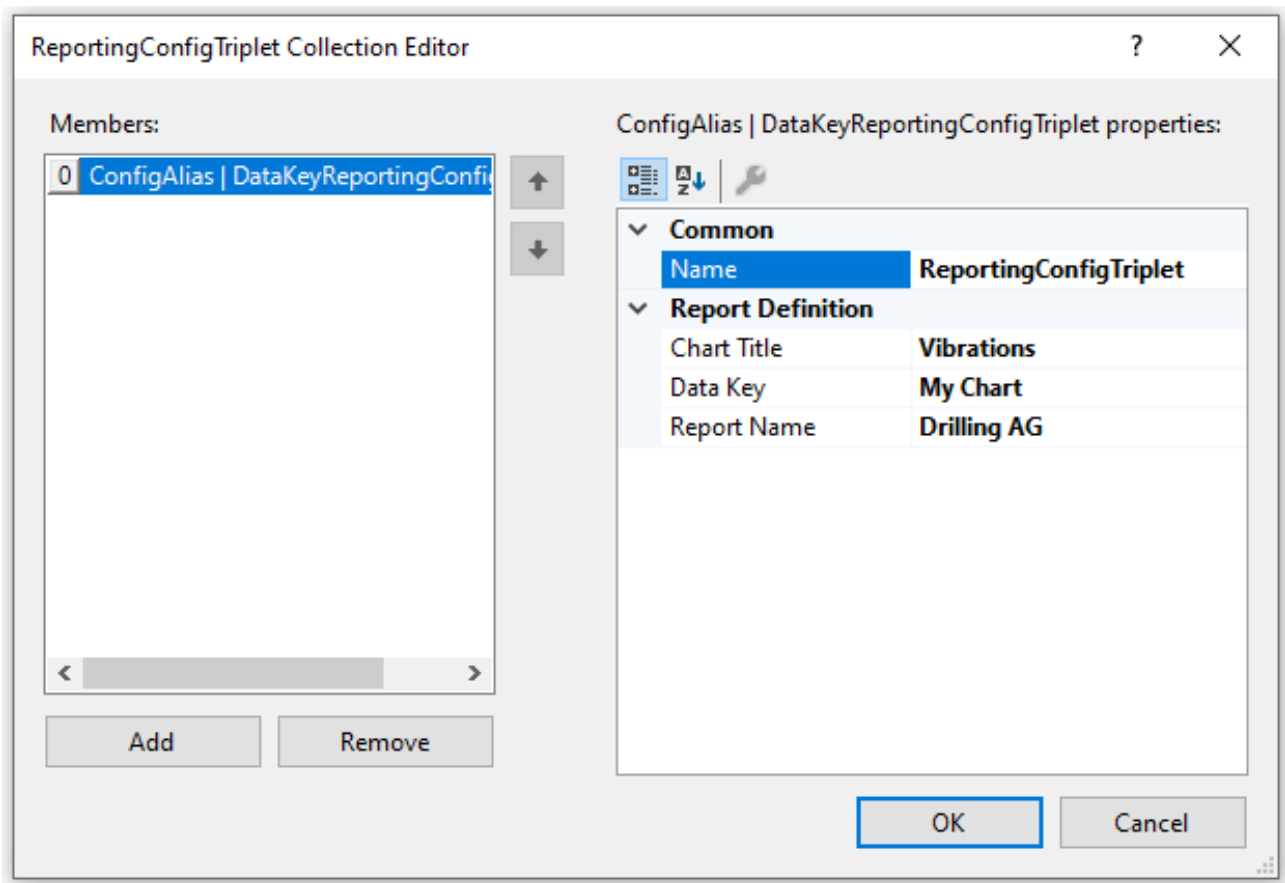 ReportingConfigTriplet Collection Editor ?
Members:
ConfigAlias | DataKeyReportingConfigTriplet properties:
0 ConfigAlias | DataKeyReportingConfi
Common
Name ReportingConfigTriplet
Report Definition
Chart Title Vibrations
Data Key My Chart
Report Name Drilling AG
Add Remove
OK Cancel